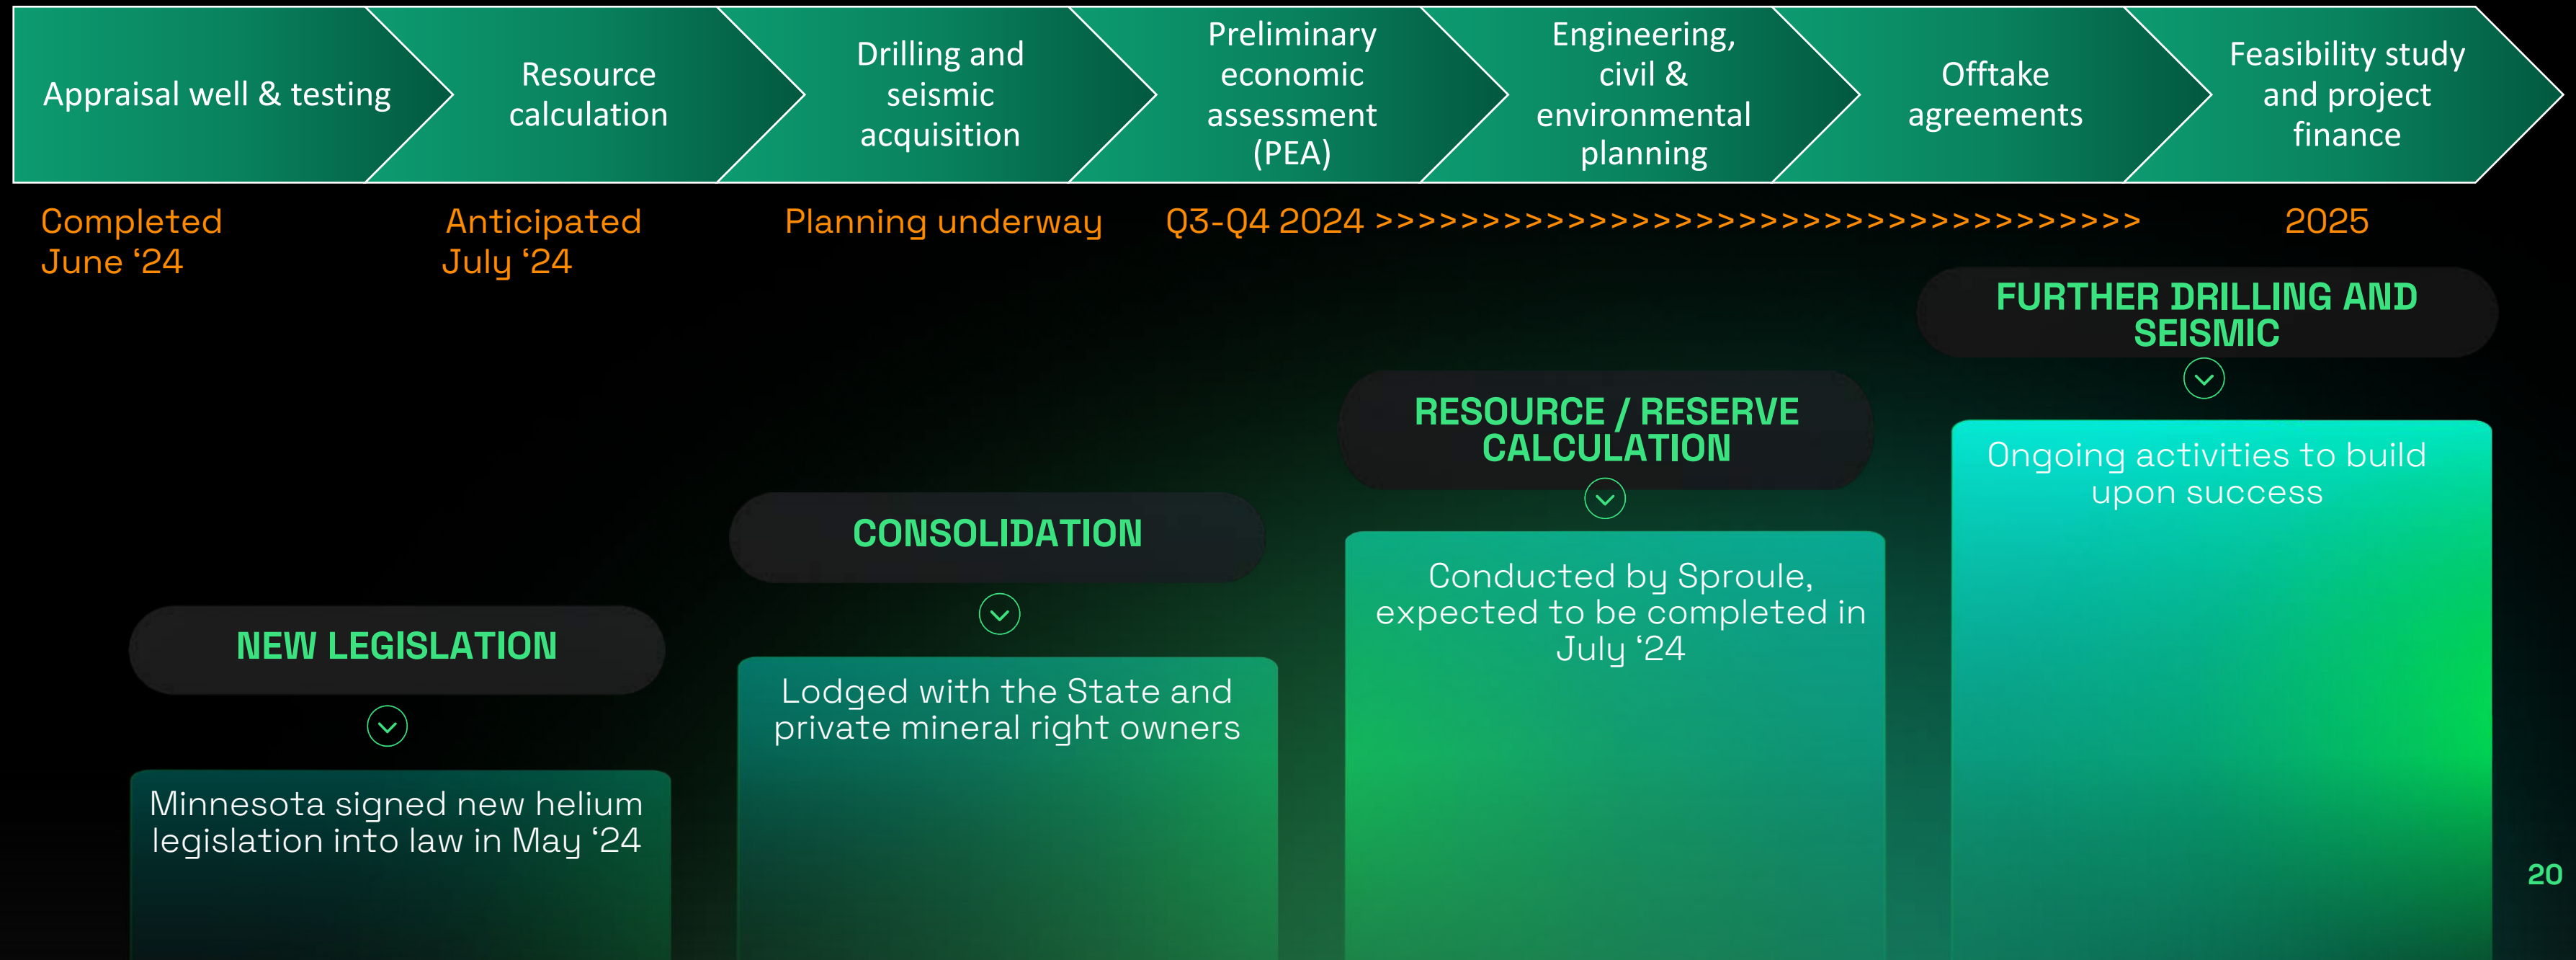 Appraisal well & testing
Resource
calculation
Drilling and
seismic
acquisition
Preliminary
economic
assessment
(PEA)
Engineering,
civil &
environmental
planning
Offtake
agreements
Feasibility study
and project
finance
Completed
June ‘24
Anticipated
July ‘24
Planning underway
Q3-Q4 2024 >>>>>>>>>>>>>>>>>>>>>>>>>>>
2025
NEW LEGISLATION
Minnesota signed new helium
legislation into law in May ‘24
CONSOLIDATION
Lodged with the State and
private mineral right owners
RESOURCE / RESERVE
CALCULATION
Conducted by Sproule,
expected to be completed in
July ‘24
FURTHER DRILLING AND
SEISMIC
Ongoing activities to build
upon success
20